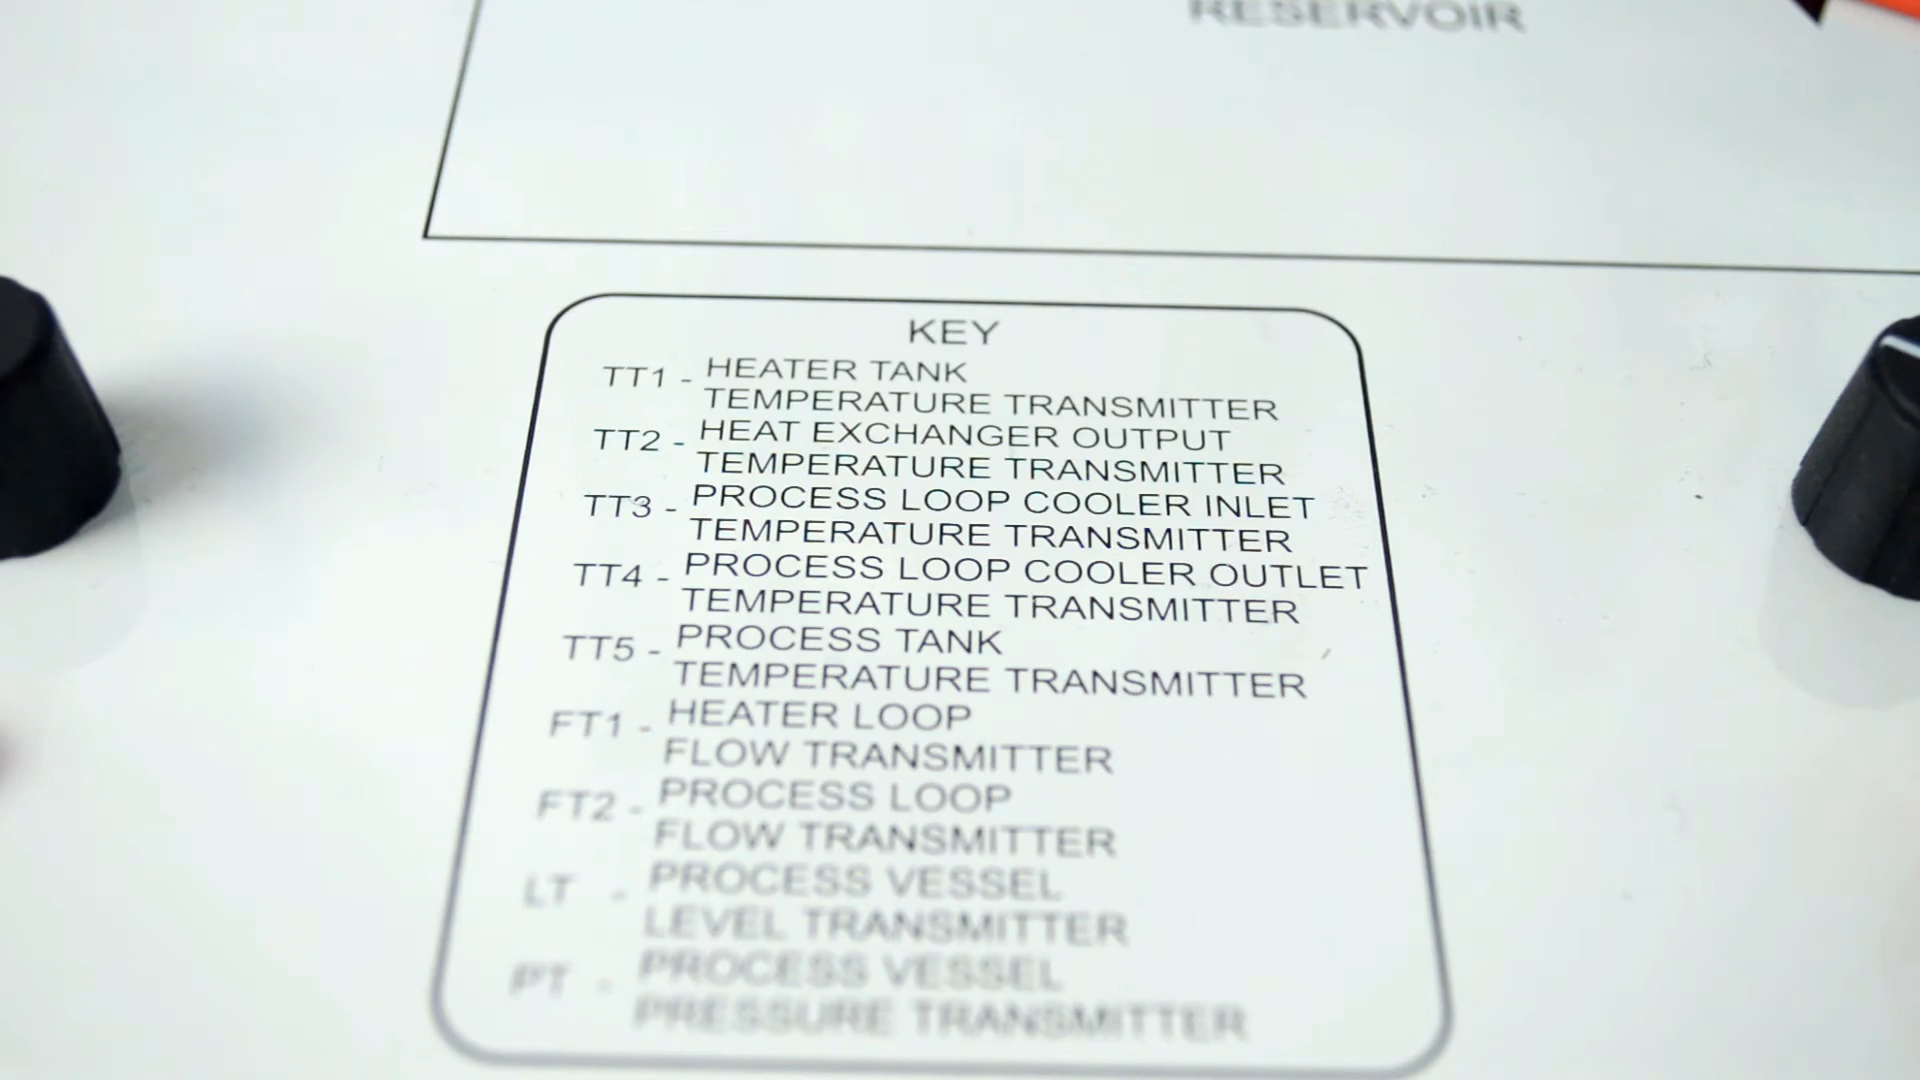 RESERVOIR
KEY
TT1 - HEATER TANK
TEMPERATURE TRANSMITTER
TT2 - HEAT EXCHANGER OUTPUT
TEMPERATURE TRANSMITTER
TT3 - PROCESS LOOP COOLER INLET
TEMPERATURE TRANSMITTER
TT4 - PROCESS LOOP COOLER OUTLET
TEMPERATURE TRANSMITTER
TT5 - PROCESS TANK
TEMPERATURE TRANSMITTER
FT1 - HEATER LOOP
FLOW TRANSMITTER
FT2 - PROCESS LOOP
FLOW TRANSMITTER
LT - PROCESS VESSEL
LEVEL TRANSMITTER
PT - PROCESS VESSEL
PRESSURE TRANSMITTER